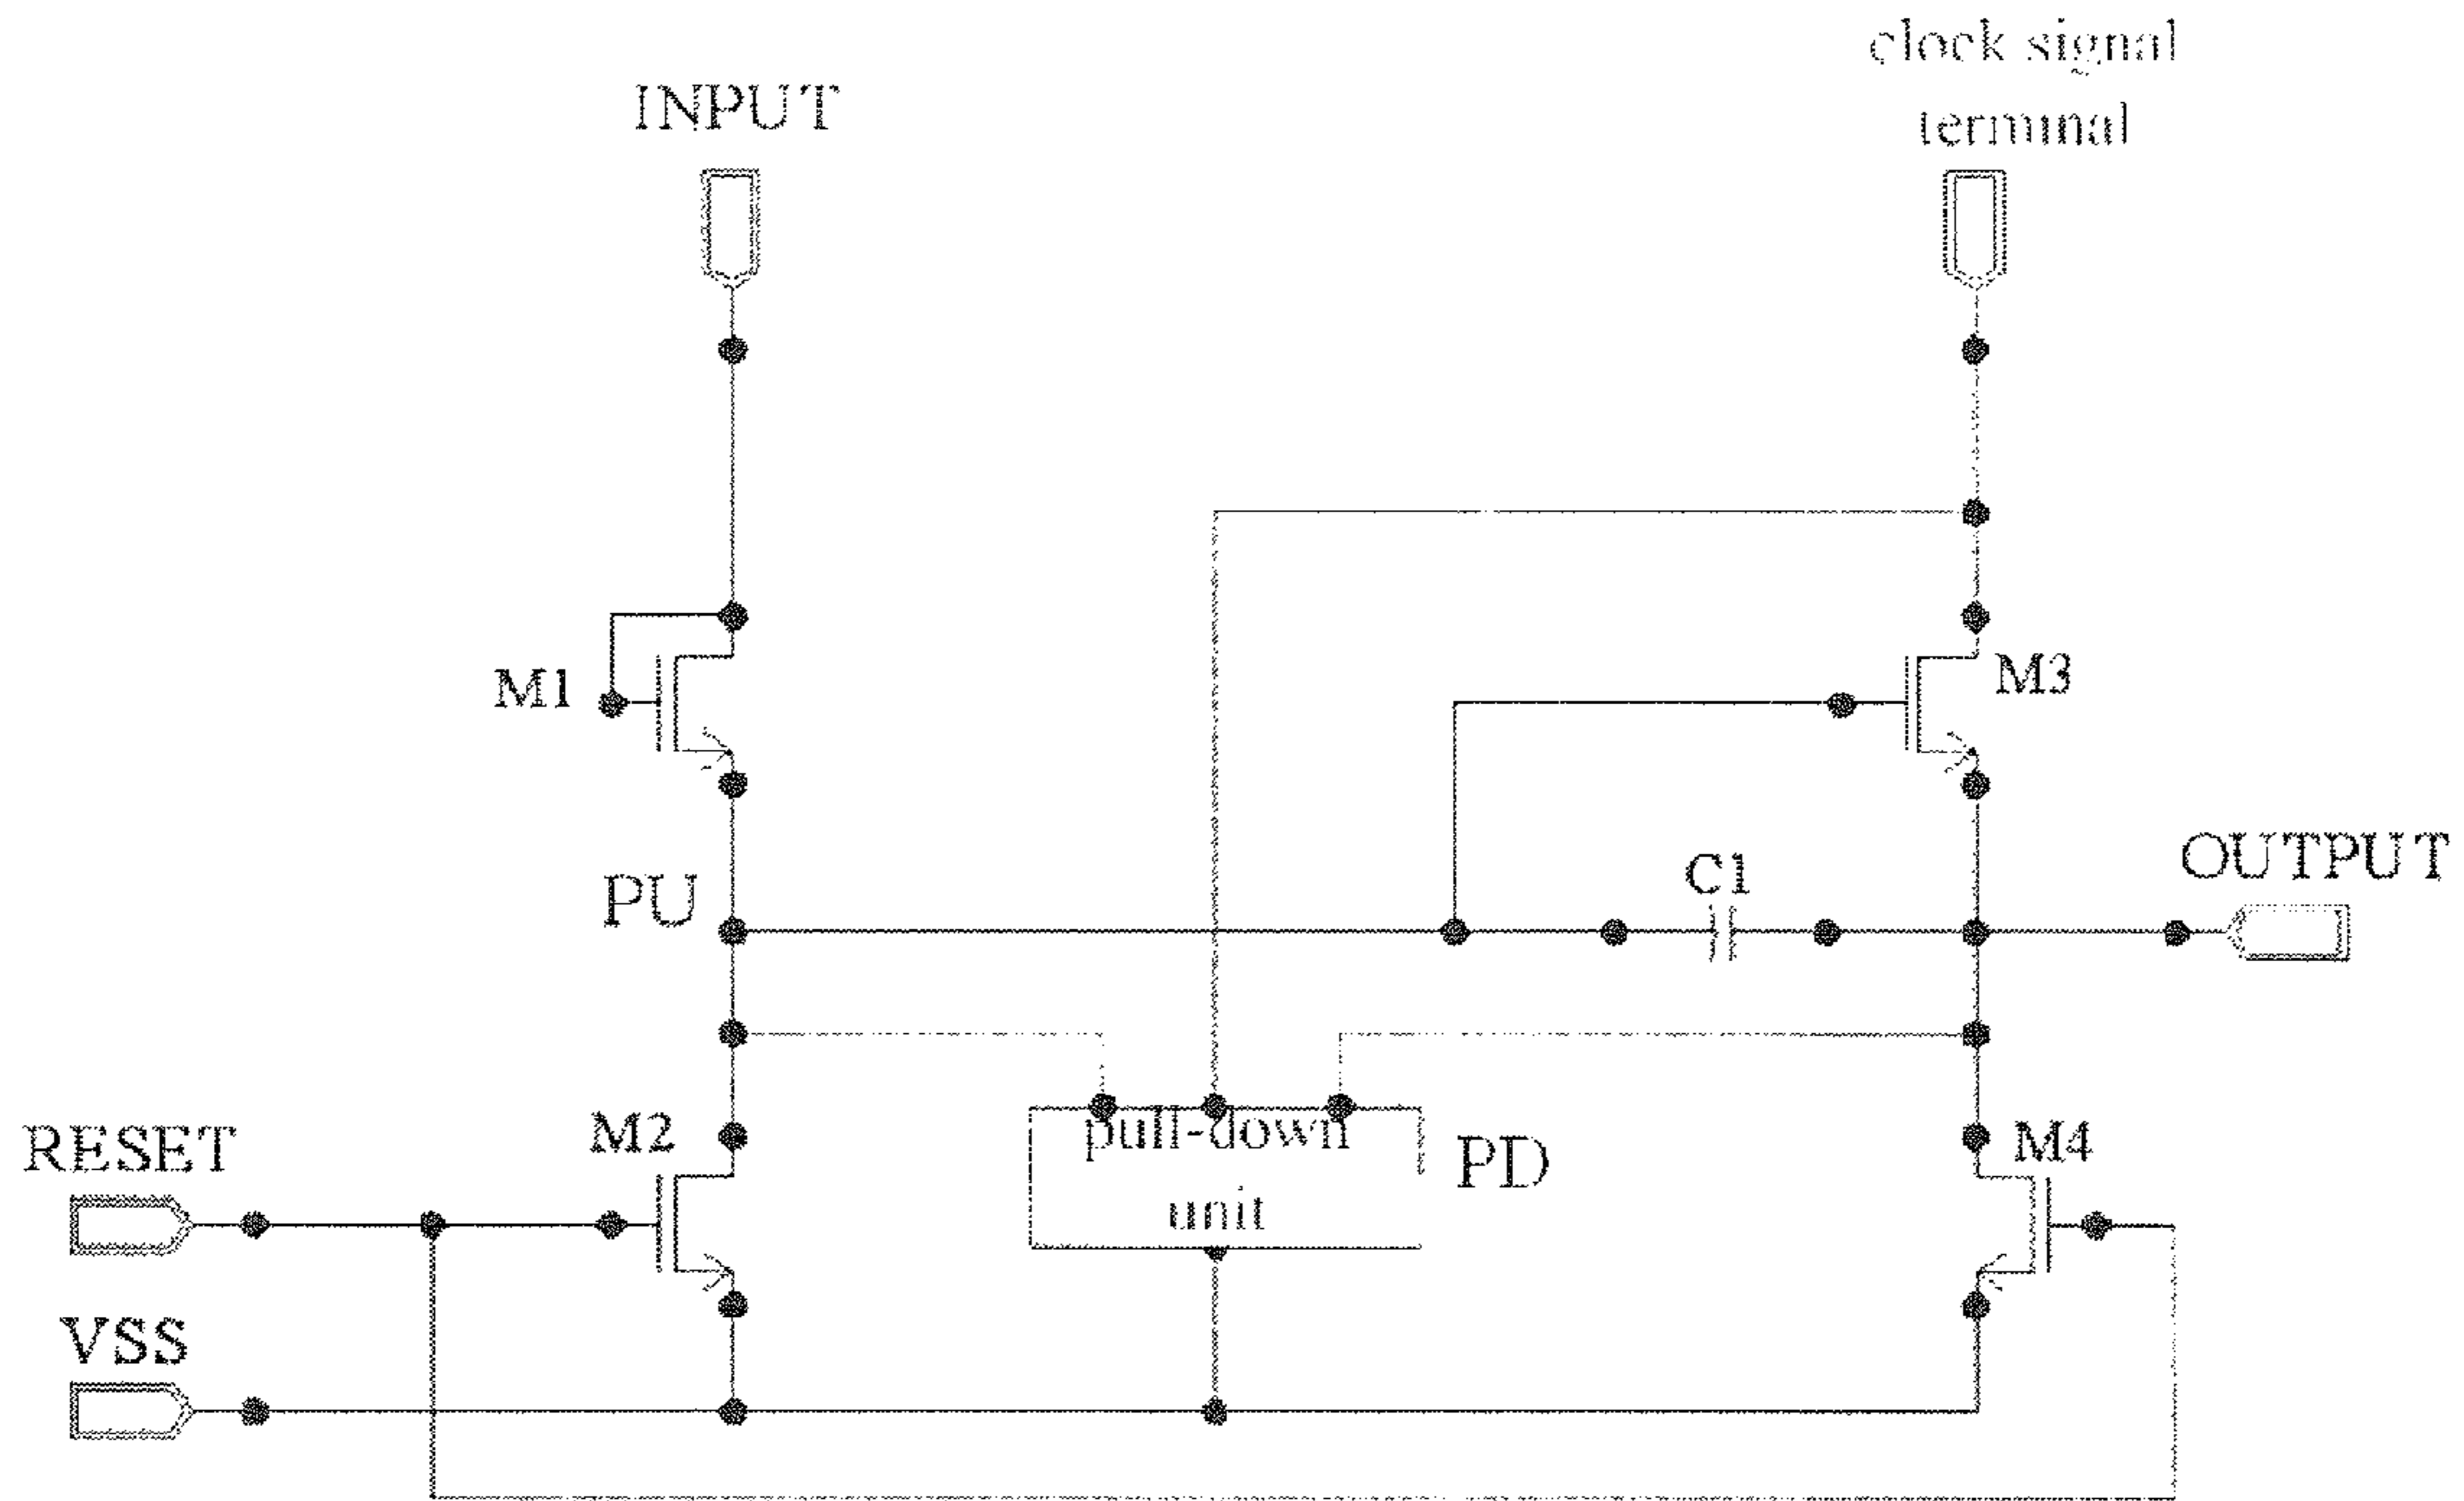 clock signal
terminal
INPUT
M1
M3
PU
C1
OUTPUT
RESET
M2
pull-down
unit
PD
M4
VSS